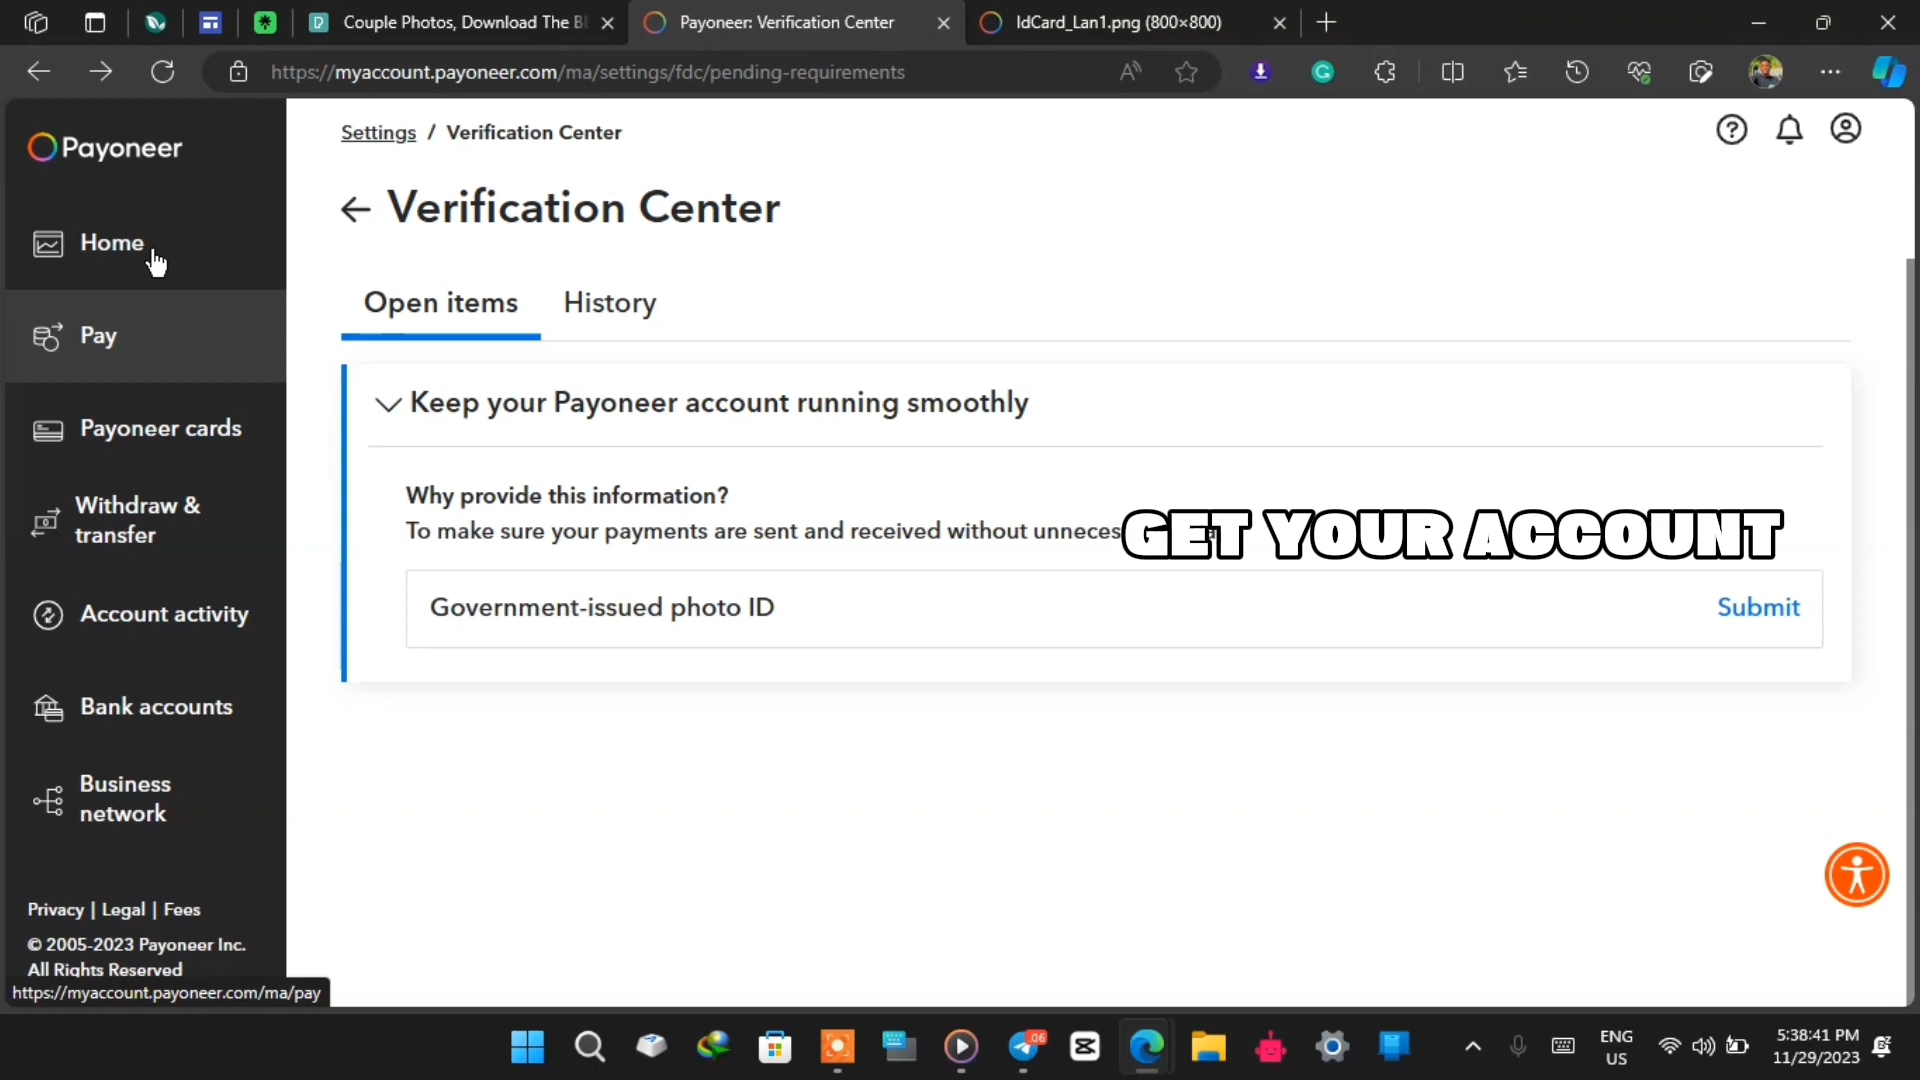 Couple Photos, Download The BE
Payoneer: Verification Center
IdCard_Lan1.png (800×800)
https://myaccount.payoneer.com/ma/settings/fdc/pending-requirements
Payoneer
Settings / Verification Center
Verification Center
Home
Pay
Payoneer cards
Withdraw &
transfer
Account activity
Bank accounts
Business
network
Open items
History
Keep your Payoneer account running smoothly
Why provide this information?
To make sure your payments are sent and received without
GET YOUR ACCOUNT
Government-issued photo ID
Submit
Privacy | Legal | Fees
© 2005-2023 Payoneer Inc.
All Rights Reserved
https://myaccount.payoneer.com/ma/pay
06
ENG
US
5:38:41 PM
11/29/2023